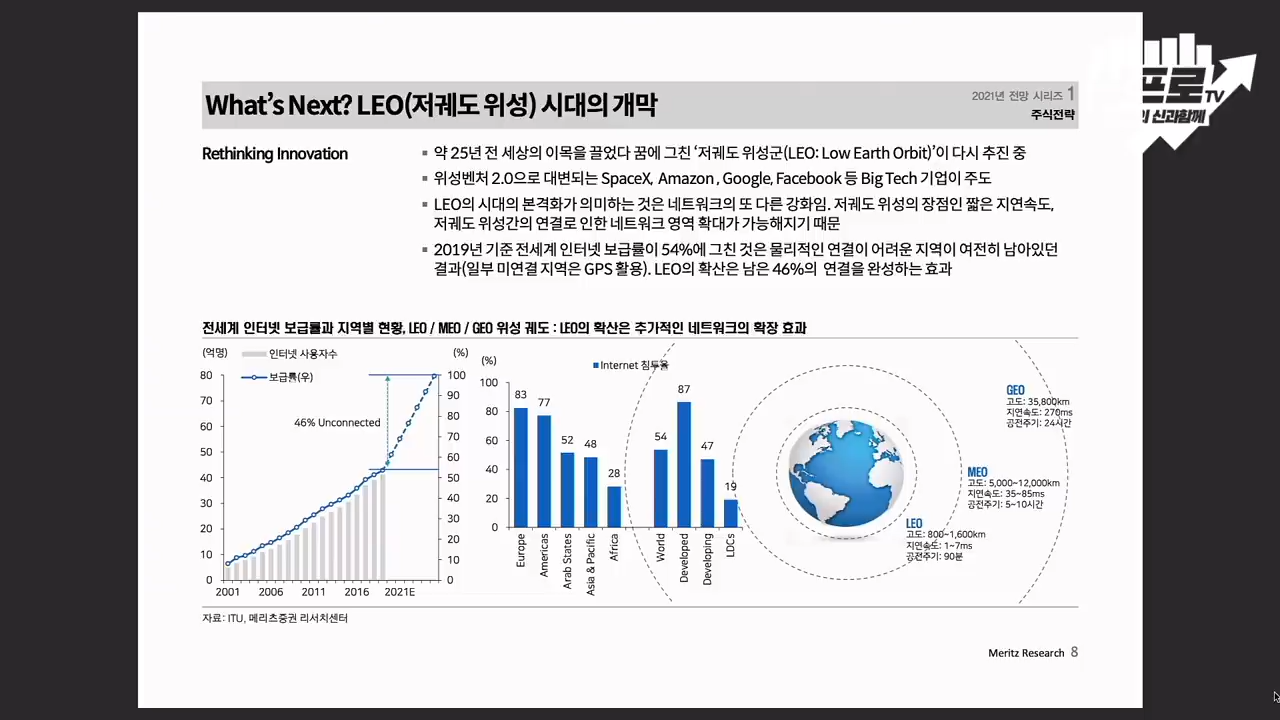 What's Next? LEO(저궤도 위성) 시대의 개막
2021년 전망 시리즈 1
주식전략
프로TV
의 신과함께
Rethinking Innovation
약 25년 전 세상의 이목을 끌었다 꿈에 그친 '저궤도 위성군(LEO: Low Earth Orbit)'이 다시 추진 중
위성벤처 2.0으로 대변되는 SpaceX, Amazon , Google, Facebook 등 Big Tech 기업이 주도
LEO의 시대의 본격화가 의미하는 것은 네트워크의 또 다른 강화임. 저궤도 위성의 장점인 짧은 지연속도,
저궤도 위성간의 연결로 인한 네트워크 영역 확대가 가능해지기 때문
2019년 기준 전세계 인터넷 보급률이 54%에 그친 것은 물리적인 연결이 어려운 지역이 여전히 남아있던
결과(일부 미연결 지역은 GPS 활용). LEO의 확산은 남은 46%의 연결을 완성하는 효과
전세계 인터넷 보급률과 지역별 현황, LEO / MEO / GEO 위성 궤도 : LEO의 확산은 추가적인 네트워크의 확장 효과
(억명)
인터넷 사용자수
보급률(우)
(%)
80
70
60
50
40
30
20
10
0
100
90
80
70
60
50
40
30
20
10
0
46% Unconnected
2001 2006 2011 2016 2021E
(%)
Internet 침투율
100
80
60
40
20
0
83 77 52 48 28 54 87 47 19
Europe
Americas
Arab States
Asia & Pacific
Africa
World
Developed
Developing
LDCs
GEO
고도: 35,800km
지연속도: 270ms
공전주기: 24시간
MEO
고도: 5,000~12,000km
지연속도: 35~85ms
공전주기: 5~10시간
LEO
고도: 800~1,600km
지연속도: 1~7ms
공전주기: 90분
자료: ITU, 메리츠증권 리서치센터
Meritz Research 8